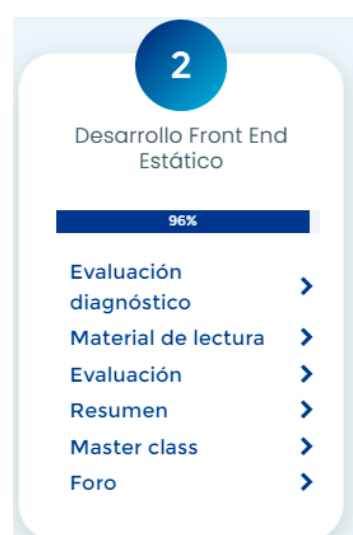 2
Desarrollo Front End
Estático
96%
Evaluación
diagnóstico
Material de lectura
Evaluación
Resumen
Master class
Foro